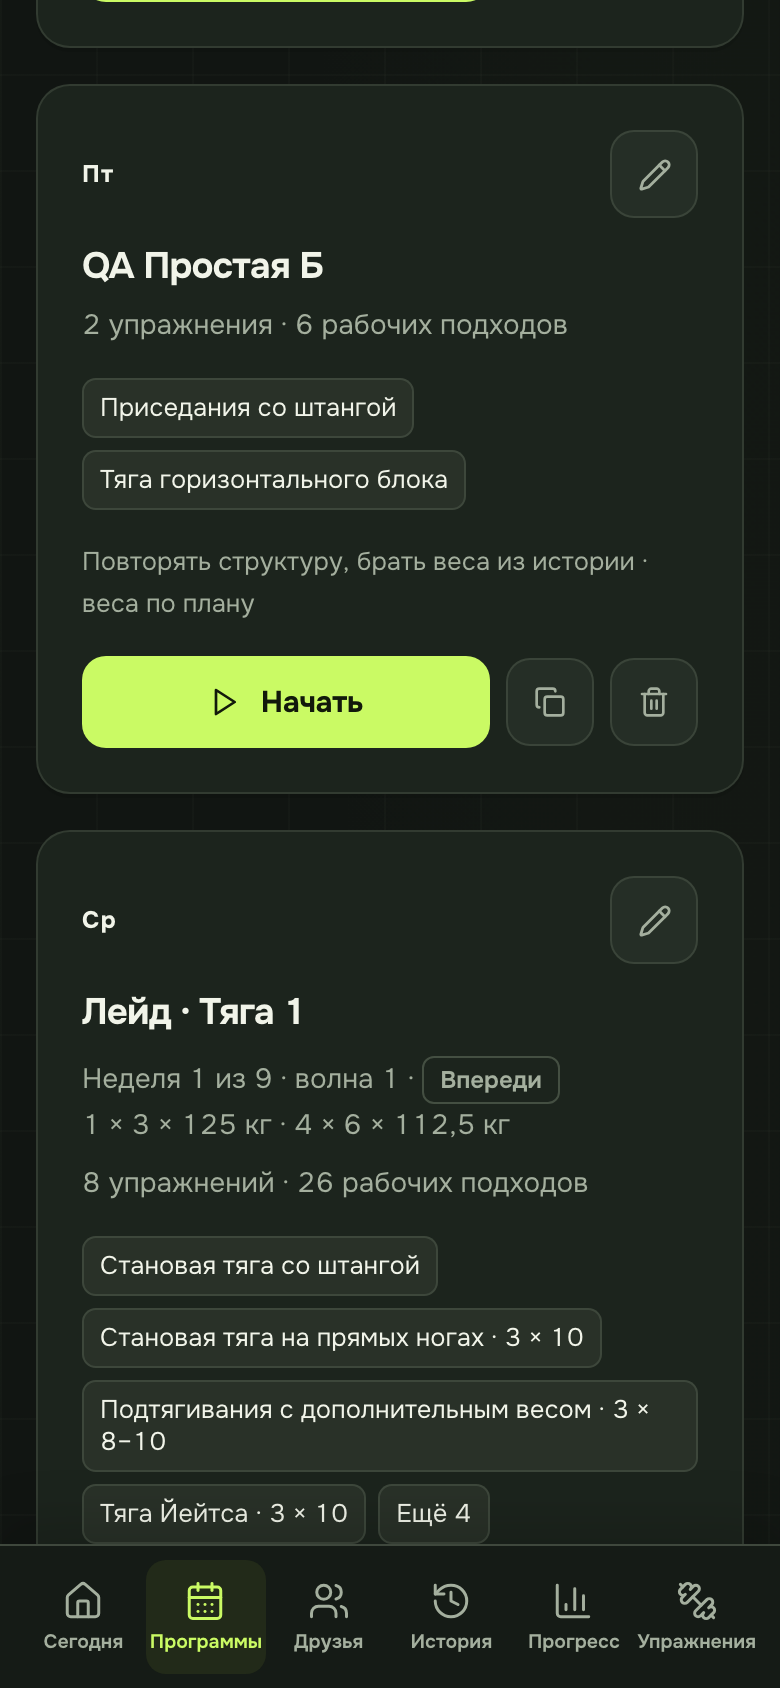 Пт
QA Простая Б
2 упражнения · 6 рабочих подходов
Приседания со штангой
Тяга горизонтального блока
Повторять структуру, брать веса из истории ·
веса по плану
Начать
Ср
Лейд · Тяга 1
Неделя 1 из 9 · волна 1 · Впереди
1 × 3 × 125 кг · 4 × 6 × 112,5 кг
8 упражнений · 26 рабочих подходов
Становая тяга со штангой
Становая тяга на прямых ногах · 3 × 10
Подтягивания с дополнительным весом · 3 ×
8–10
Тяга Йейтса · 3 × 10 Ещё 4
Сегодня Программы Друзья История Прогресс Упражнения